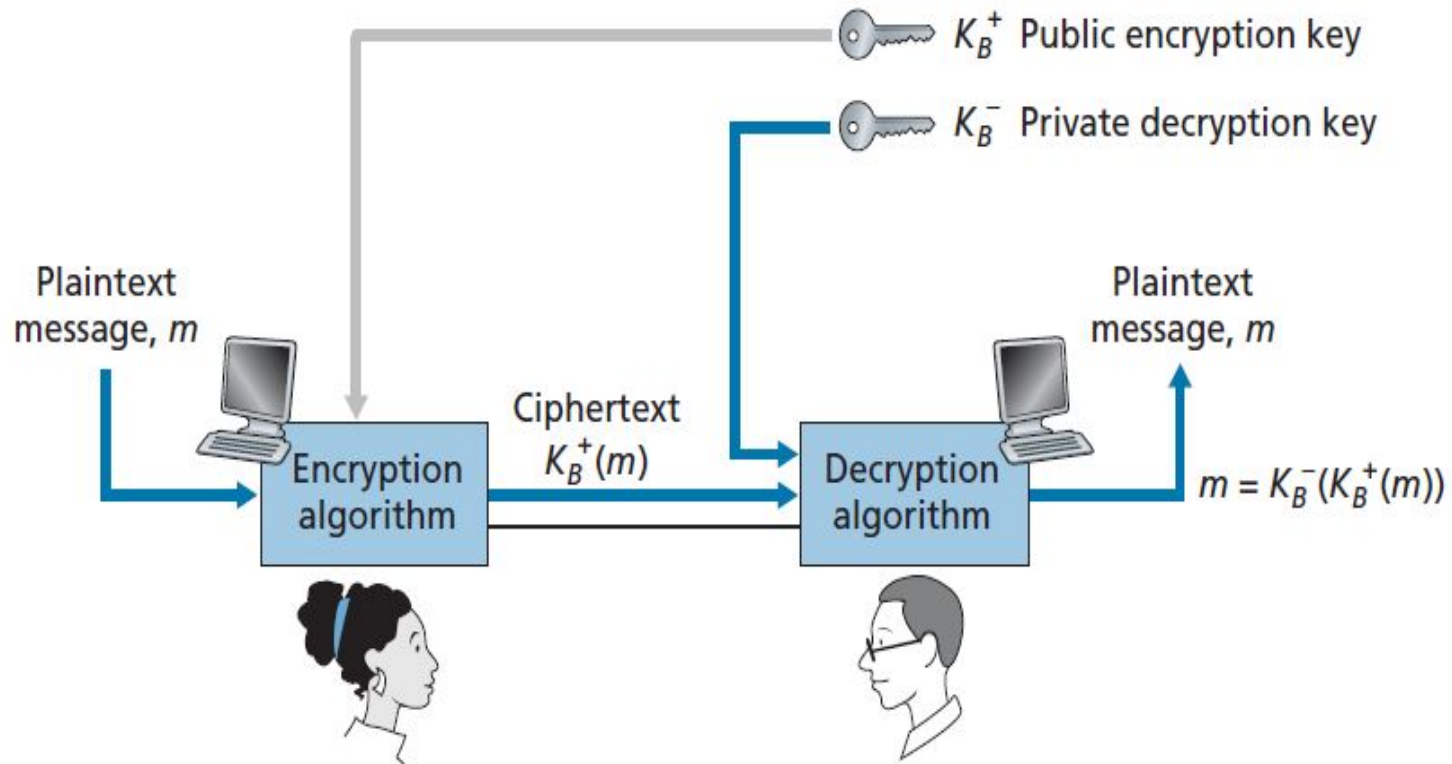 K_B^+ Public encryption key
K_B^- Private decryption key
Plaintext
message, m
Plaintext
message, m
Ciphertext
K_B^+(m)
Encryption
algorithm
Decryption
algorithm
m = K_B^-(K_B^+(m))